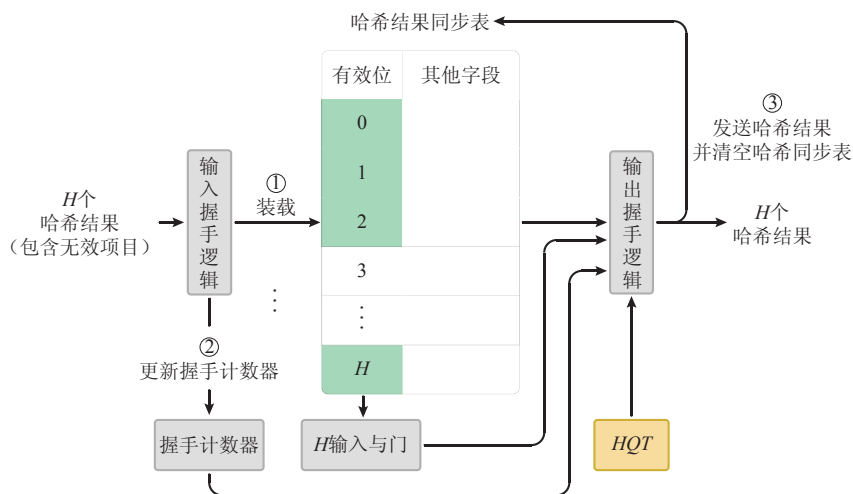 哈希结果同步表
有效位
其他字段
0
1
2
3
⋮
H
H个
哈希结果
（包含无效项目）
输入握手逻辑
①
装载
⋮
②
更新握手计数器
握手计数器
H输入与门
输出握手逻辑
HQT
③
发送哈希结果
并清空哈希同步表
H个
哈希结果